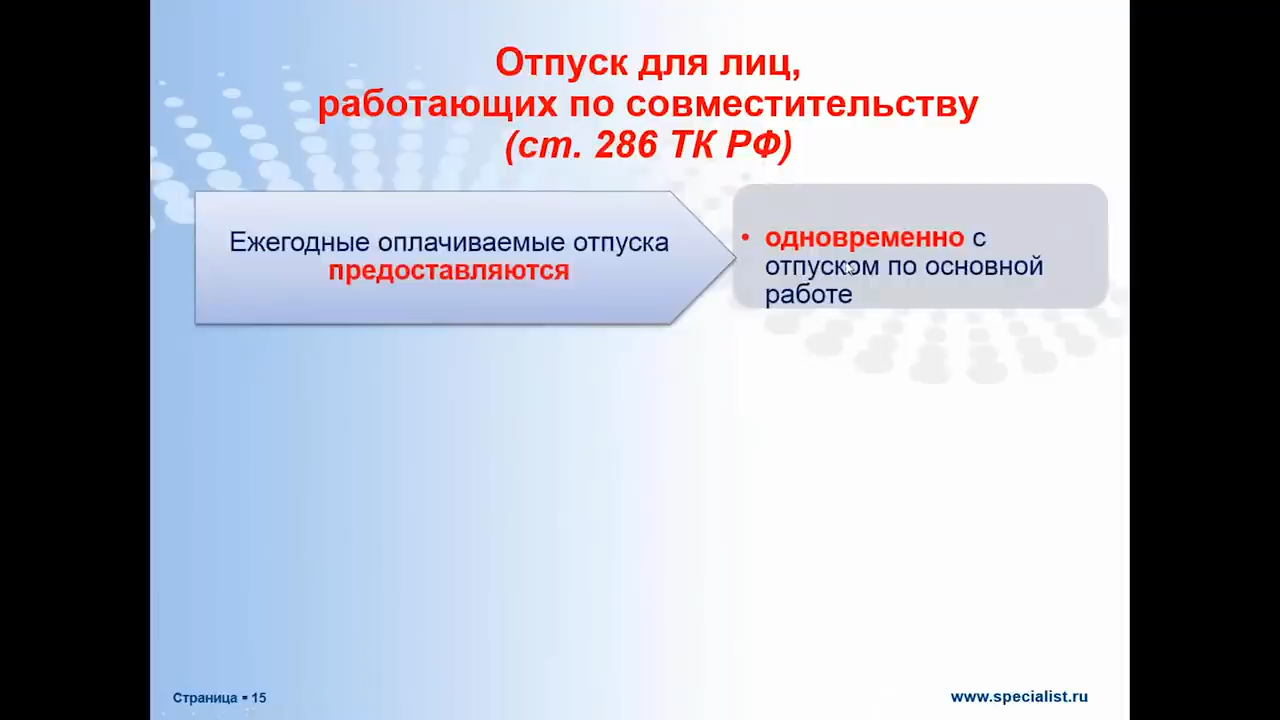 Отпуск для лиц,
работающих по совместительству
(ст. 286 ТК РФ)
Ежегодные оплачиваемые отпуска
предоставляются
• одновременно с
отпуском по основной
работе
Страница ▪ 15
www.specialist.ru